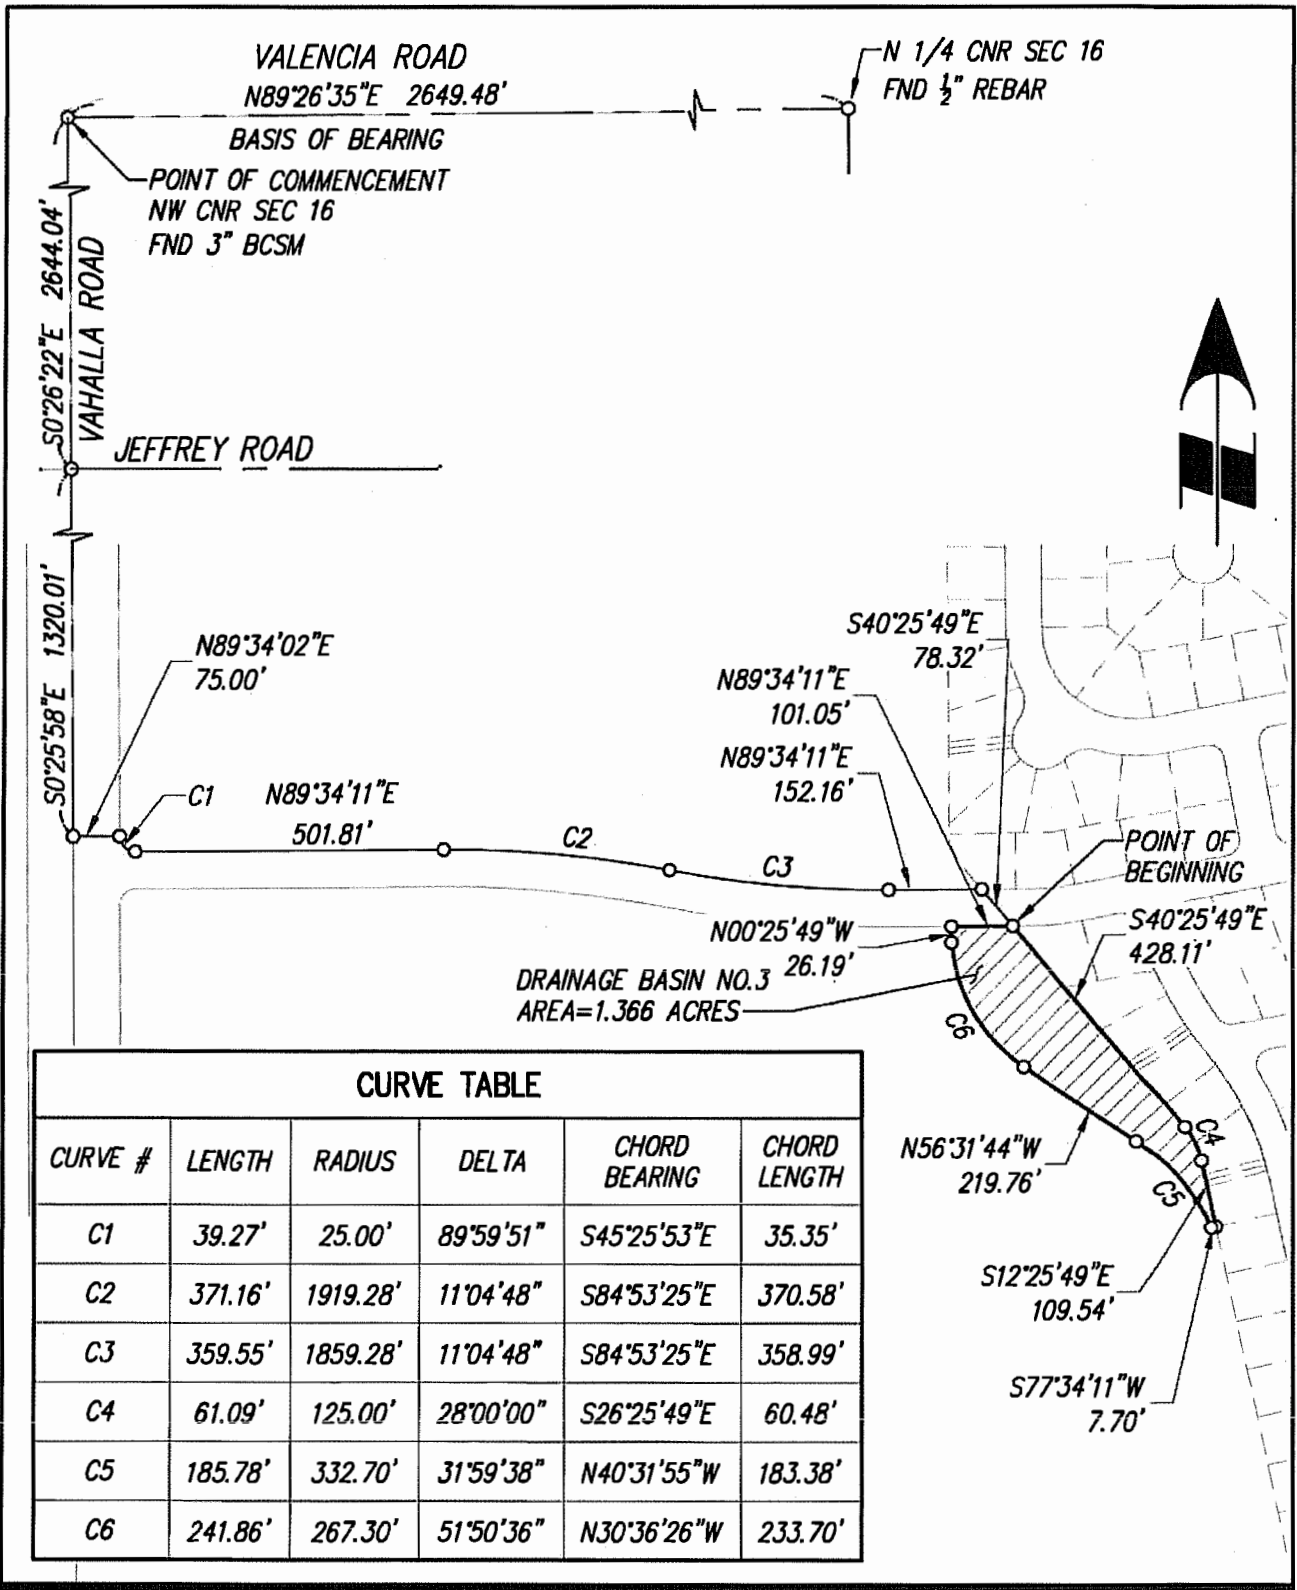 VALENCIA ROAD
N89°26'35"E 2649.48'
BASIS OF BEARING
N 1/4 CNR SEC 16
FND ½" REBAR
POINT OF COMMENCEMENT
NW CNR SEC 16
FND 3" BCSM
S0°26'22"E 2644.04'
VAHALLA ROAD
JEFFREY ROAD
S0°25'58"E 1320.01'
N89°34'02"E
75.00'
C1
N89°34'11"E
501.81'
C2
C3
S40°25'49"E
78.32'
N89°34'11"E
101.05'
N89°34'11"E
152.16'
POINT OF
BEGINNING
S40°25'49"E
428.11'
N00°25'49"W
26.19'
DRAINAGE BASIN NO.3
AREA=1.366 ACRES
C6
C4
N56°31'44"W
219.76'
C5
S12°25'49"E
109.54'
S77°34'11"W
7.70'
CURVE TABLE
CURVE # LENGTH RADIUS DELTA CHORD BEARING CHORD LENGTH
C1 39.27' 25.00' 89°59'51" S45°25'53"E 35.35'
C2 371.16' 1919.28' 11°04'48" S84°53'25"E 370.58'
C3 359.55' 1859.28' 11°04'48" S84°53'25"E 358.99'
C4 61.09' 125.00' 28°00'00" S26°25'49"E 60.48'
C5 185.78' 332.70' 31°59'38" N40°31'55"W 183.38'
C6 241.86' 267.30' 51°50'36" N30°36'26"W 233.70'